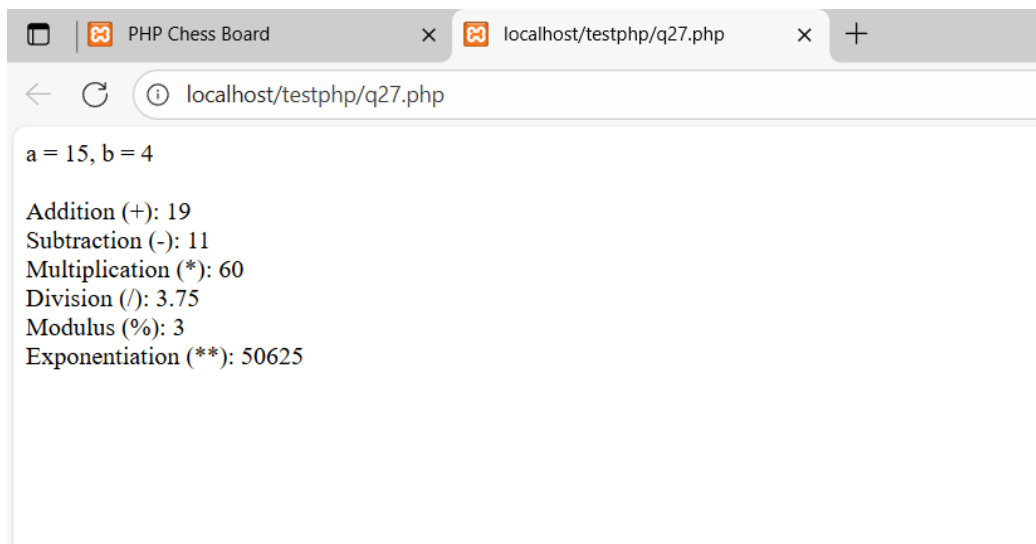 PHP Chess Board
localhost/testphp/q27.php
localhost/testphp/q27.php
a = 15, b = 4
Addition (+): 19
Subtraction (-): 11
Multiplication (*): 60
Division (/): 3.75
Modulus (%): 3
Exponentiation (**): 50625